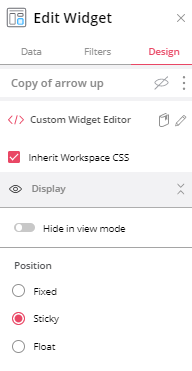 Edit Widget
Data Filters Design
Copy of arrow up
Custom Widget Editor
Inherit Workspace CSS
Display
Hide in view mode
Position
Fixed
Sticky
Float